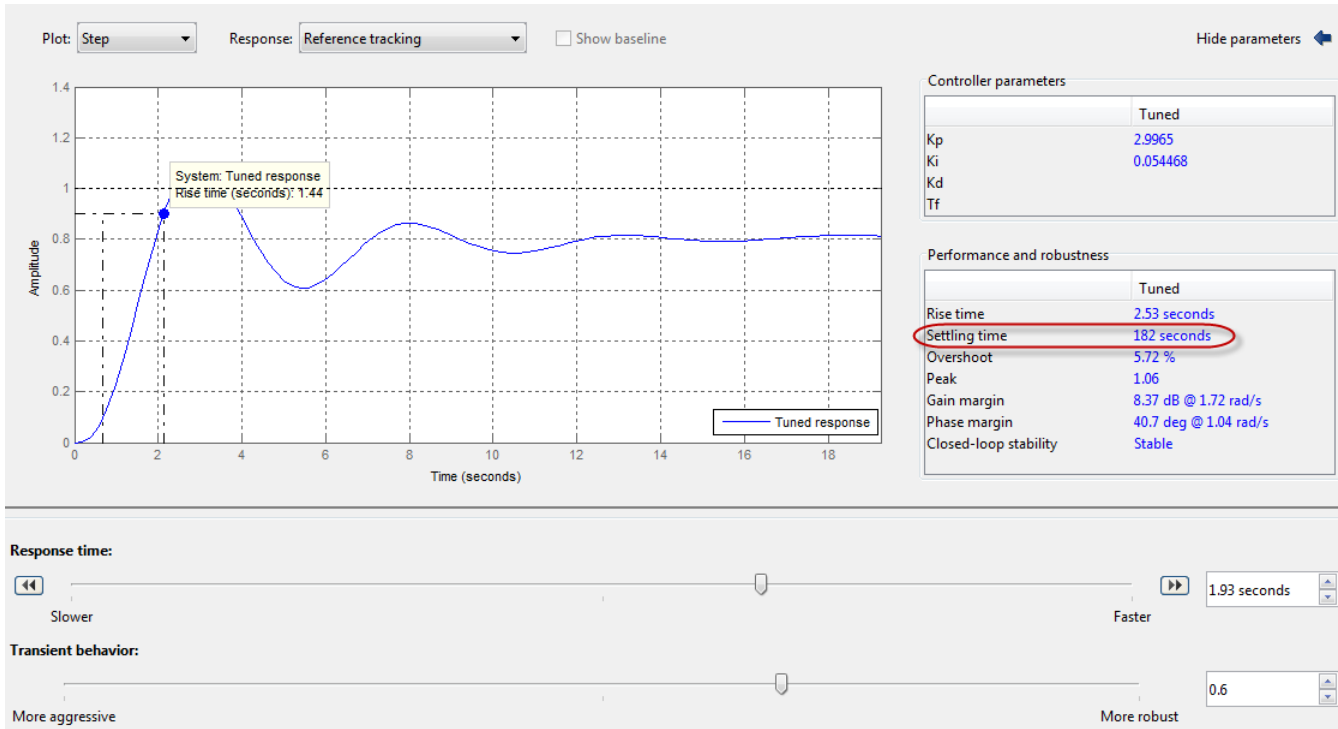 Plot: Step Response: Reference tracking Show baseline Hide parameters
1.4
1.2
1
0.8
0.6
0.4
0.2
0
Amplitude
System: Tuned response
Rise time (seconds): 1.44
Tuned response
0 2 4 6 8 10 12 14 16 18
Time (seconds)
Controller parameters
Tuned
Kp 2.9965
Ki 0.054468
Kd
Tf
Performance and robustness
Tuned
Rise time 2.53 seconds
Settling time 182 seconds
Overshoot 5.72 %
Peak 1.06
Gain margin 8.37 dB @ 1.72 rad/s
Phase margin 40.7 deg @ 1.04 rad/s
Closed-loop stability Stable
Response time:
1.93 seconds
Slower Faster
Transient behavior:
0.6
More aggressive More robust